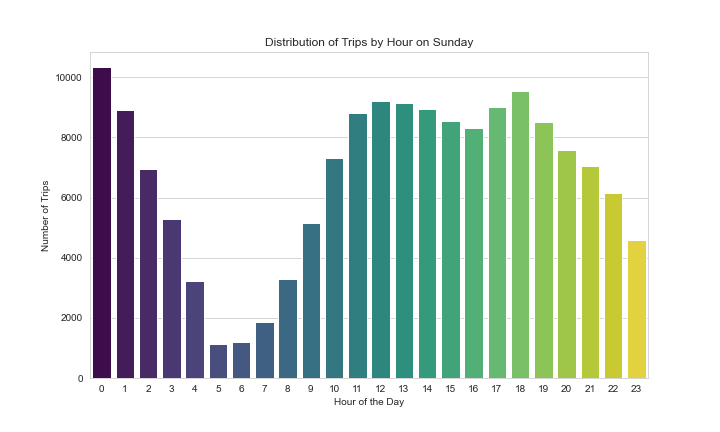 Distribution of Trips by Hour on Sunday
Number of Trips
10000
8000
6000
4000
2000
0
0 1 2 3 4 5 6 7 8 9 10 11 12 13 14 15 16 17 18 19 20 21 22 23
Hour of the Day